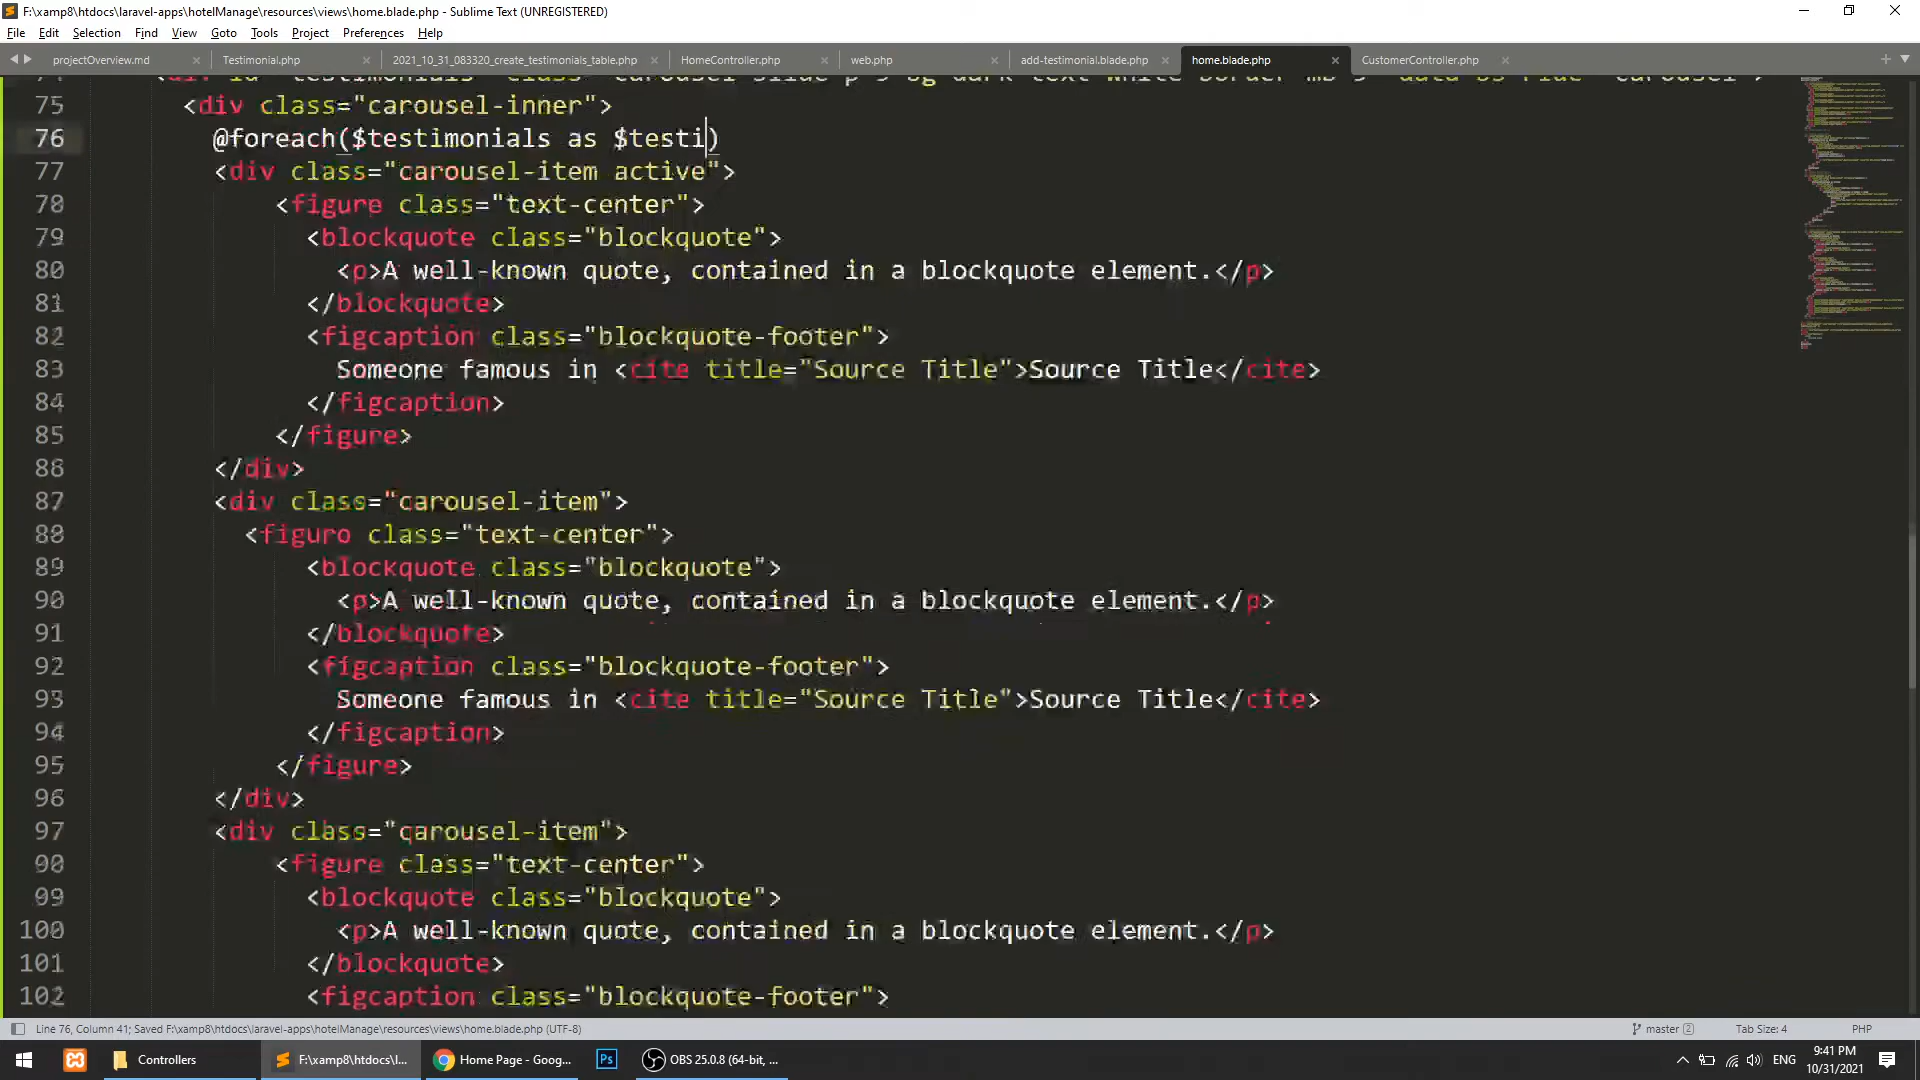 F:\xamp8\htdocs\laravel-apps\hotelManage\resources\views\home.blade.php - Sublime Text (UNREGISTERED)
File Edit Selection Find View Goto Tools Project Preferences Help
projectOverview.md Testimonial.php 2021_10_31_083320_create_testimonials_table.php HomeController.php web.php add-testimonial.blade.php home.blade.php CustomerController.php
75 <div class="carousel-inner">
76 @foreach($testimonials as $testi)
77 <div class="carousel-item active">
78 <figure class="text-center">
79 <blockquote class="blockquote">
80 <p>A well-known quote, contained in a blockquote element.</p>
81 </blockquote>
82 <figcaption class="blockquote-footer">
83 Someone famous in <cite title="Source Title">Source Title</cite>
84 </figcaption>
85 </figure>
86 </div>
87 <div class="carousel-item">
88 <figure class="text-center">
89 <blockquote class="blockquote">
90 <p>A well-known quote, contained in a blockquote element.</p>
91 </blockquote>
92 <figcaption class="blockquote-footer">
93 Someone famous in <cite title="Source Title">Source Title</cite>
94 </figcaption>
95 </figure>
96 </div>
97 <div class="carousel-item">
98 <figure class="text-center">
99 <blockquote class="blockquote">
100 <p>A well-known quote, contained in a blockquote element.</p>
101 </blockquote>
102 <figcaption class="blockquote-footer">
Line 76, Column 41; Saved F:\xamp8\htdocs\laravel-apps\hotelManage\resources\views\home.blade.php (UTF-8) master 2 Tab Size: 4 PHP
Controllers F:\xamp8\htdocs\l... Home Page - Goog... Ps OBS 25.0.8 (64-bit, ... ENG 9:41 PM
10/31/2021